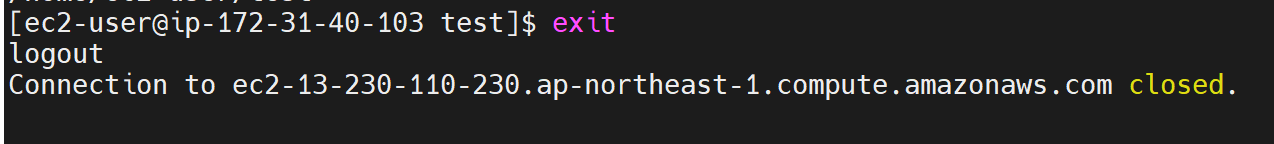 [ec2-user@ip-172-31-40-103 test]$ exit
logout
Connection to ec2-13-230-110-230.ap-northeast-1.compute.amazonaws.com closed.